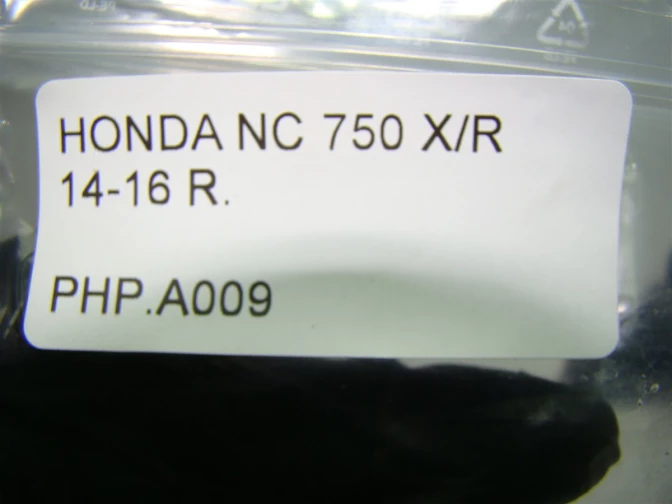 HONDA NC 750 X/R
14-16 R.
PHP.A009